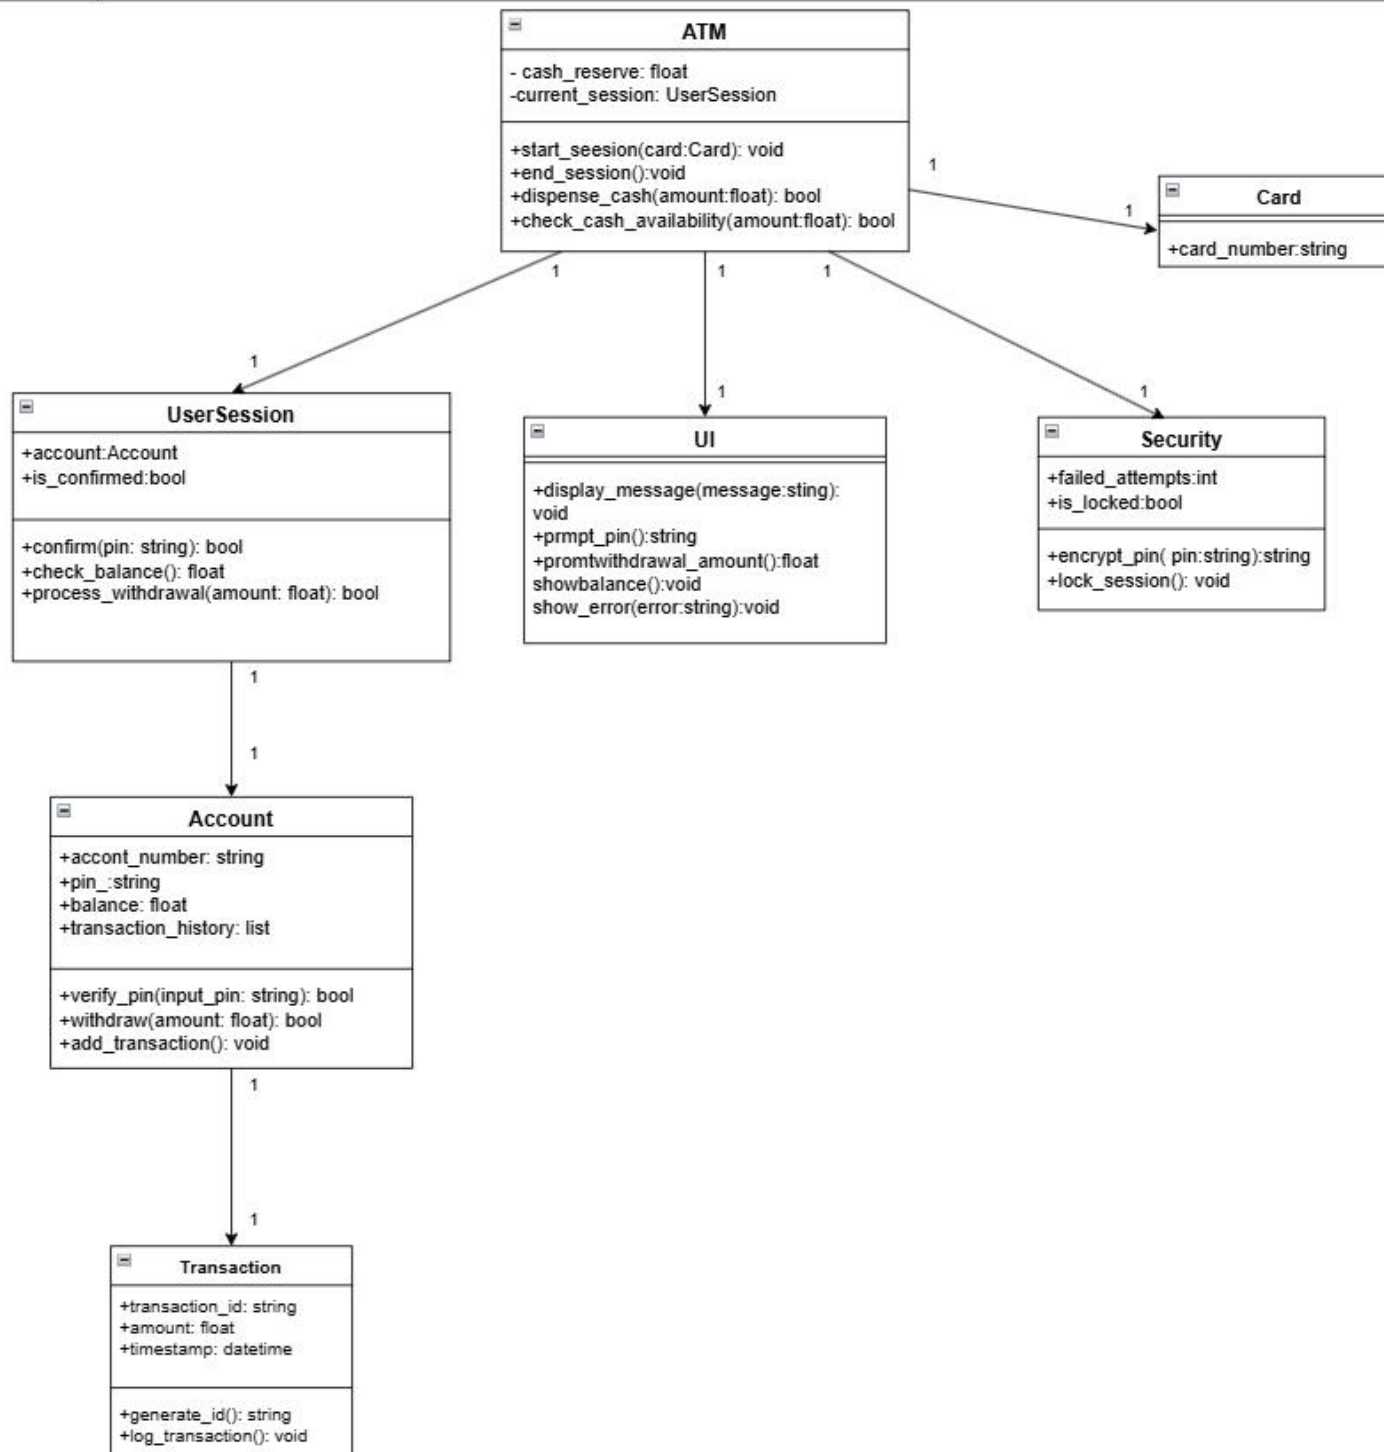 ATM
- cash_reserve: float
-current_session: UserSession
+start_seesion(card:Card): void
+end_session():void
+dispense_cash(amount:float): bool
+check_cash_availability(amount:float): bool
1
1
Card
+card_number:string
1
1
1
1
1
1
UserSession
+account:Account
+is_confirmed:bool
+confirm(pin: string): bool
+check_balance(): float
+process_withdrawal(amount: float): bool
UI
+display_message(message:sting):
void
+prmpt_pin():string
+promtwithdrawal_amount():float
showbalance():void
show_error(error:string):void
Security
+failed_attempts:int
+is_locked:bool
+encrypt_pin( pin:string):string
+lock_session(): void
1
1
Account
+accont_number: string
+pin_:string
+balance: float
+transaction_history: list
+verify_pin(input_pin: string): bool
+withdraw(amount: float): bool
+add_transaction(): void
1
1
Transaction
+transaction_id: string
+amount: float
+timestamp: datetime
+generate_id(): string
+log_transaction(): void